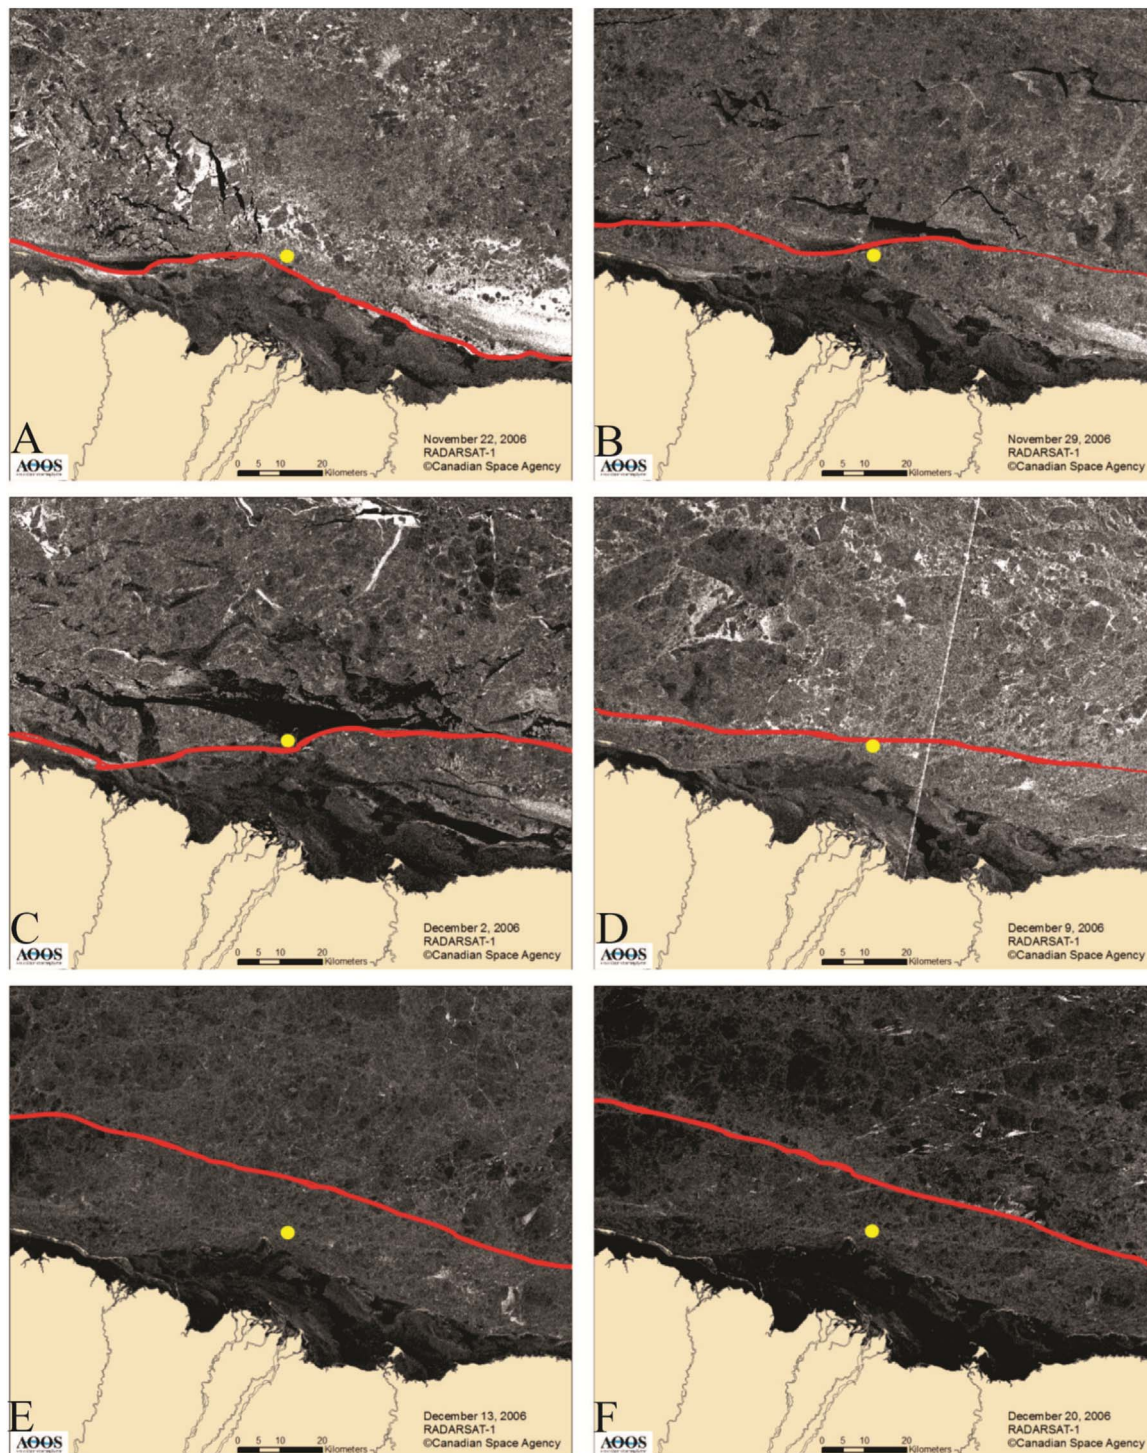 A
AOOS
November 22, 2006
RADARSAT-1
©Canadian Space Agency
0 5 10 20
Kilometers
B
AOOS
November 29, 2006
RADARSAT-1
©Canadian Space Agency
0 5 10 20
Kilometers
C
AOOS
December 2, 2006
RADARSAT-1
©Canadian Space Agency
0 5 10 20
Kilometers
D
AOOS
December 9, 2006
RADARSAT-1
©Canadian Space Agency
0 5 10 20
Kilometers
E
AOOS
December 13, 2006
RADARSAT-1
©Canadian Space Agency
0 5 10 20
Kilometers
F
AOOS
December 20, 2006
RADARSAT-1
©Canadian Space Agency
0 5 10 20
Kilometers